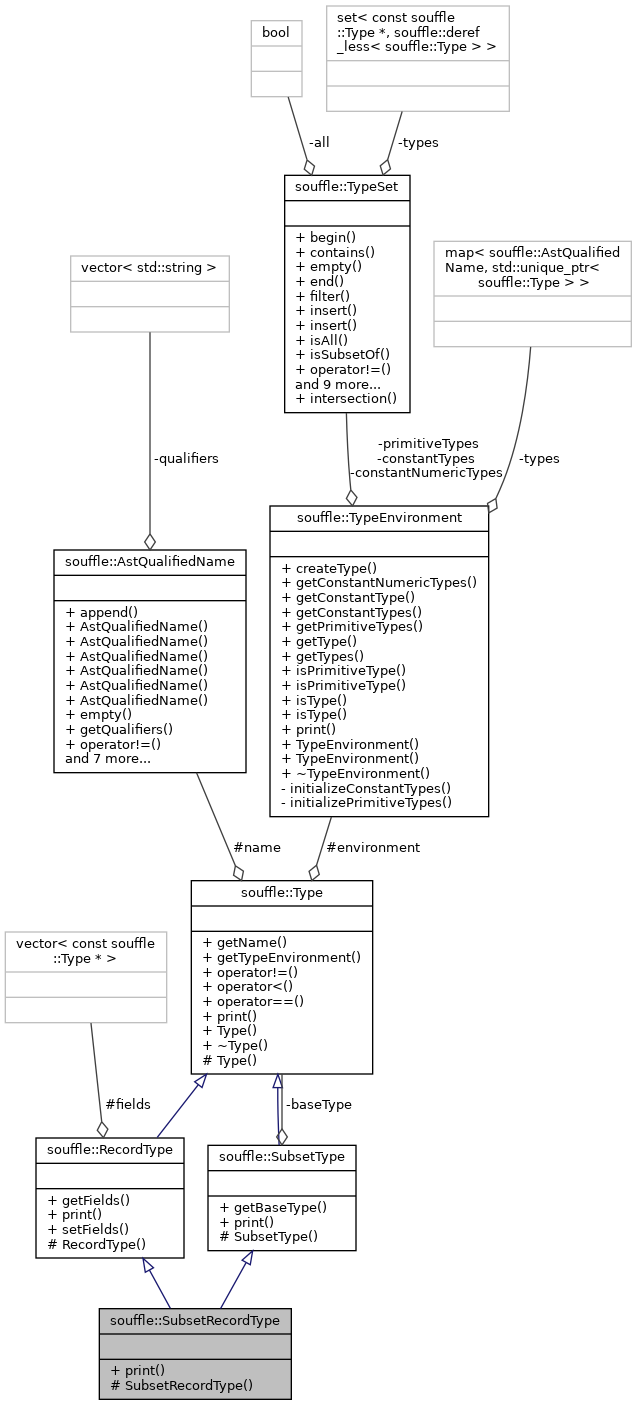 bool
set< const souffle
::Type *, souffle::deref
_less< souffle::Type > >
-all
-types
souffle::TypeSet
+ begin()
+ contains()
+ empty()
+ end()
+ filter()
+ insert()
+ insert()
+ isAll()
+ isSubsetOf()
+ operator!=()
and 9 more...
+ intersection()
vector< std::string >
map< souffle::AstQualified
Name, std::unique_ptr<
souffle::Type > >
-qualifiers
-primitiveTypes
-constantTypes
-constantNumericTypes
-types
souffle::TypeEnvironment
+ createType()
+ getConstantNumericTypes()
+ getConstantType()
+ getConstantTypes()
+ getPrimitiveTypes()
+ getType()
+ getTypes()
+ isPrimitiveType()
+ isPrimitiveType()
+ isType()
+ isType()
+ print()
+ TypeEnvironment()
+ TypeEnvironment()
+ ~TypeEnvironment()
- initializeConstantTypes()
- initializePrimitiveTypes()
souffle::AstQualifiedName
+ append()
+ AstQualifiedName()
+ AstQualifiedName()
+ AstQualifiedName()
+ AstQualifiedName()
+ AstQualifiedName()
+ AstQualifiedName()
+ empty()
+ getQualifiers()
+ operator!=()
and 7 more...
#name
#environment
souffle::Type
+ getName()
+ getTypeEnvironment()
+ operator!=()
+ operator<()
+ operator==()
+ print()
+ Type()
+ ~Type()
# Type()
vector< const souffle
::Type * >
#fields
-baseType
souffle::RecordType
+ getFields()
+ print()
+ setFields()
# RecordType()
souffle::SubsetType
+ getBaseType()
+ print()
# SubsetType()
souffle::SubsetRecordType
+ print()
# SubsetRecordType()